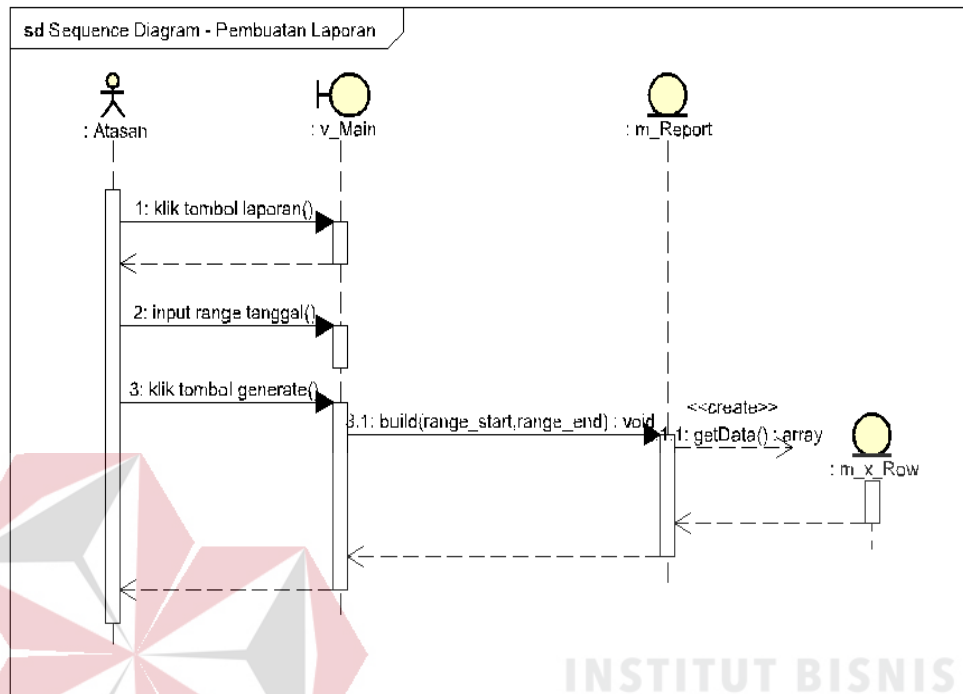 sd Sequence Diagram - Pembuatan Laporan
: Atasan
: v_Main
: m_Report
1: klik tombol laporan()
2: input range tanggal()
3: klik tombol generate()
3.1: build(range_start,range_end) : void
<<create>>
1.1: getData() : array
: m_x_Row
INSTITUT BISNIS